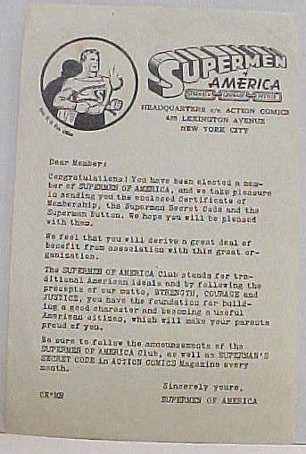 SUPERMEN
of
AMERICA
STRENGTH COURAGE JUSTICE
HEADQUARTERS c/o ACTION COMICS
480 LEXINGTON AVENUE
NEW YORK CITY
Dear Member:
Congratulations! You have been elected a mem-
ber of SUPERMEN OF AMERICA, and we take pleasure
in sending you the enclosed Certificate of
Membership, the Superman Secret Code and the
Superman Button. We hope you will be pleased
with them.
We feel that you will derive a great deal of
benefit from association with this great or-
ganization.
The SUPERMEN OF AMERICA Club stands for tra-
ditional American ideals and by following the
precepts of our motto, STRENGTH, COURAGE and
JUSTICE, you have the foundation for build-
ing a good character and becoming a useful
American citizen, which will make your parents
proud of you.
Be sure to follow the announcements of the
SUPERMEN OF AMERICA Club, as well as SUPERMAN'S
SECRET CODE in ACTION COMICS Magazine every
month.
Sincerely yours,
SUPERMEN OF AMERICA
CK*MN